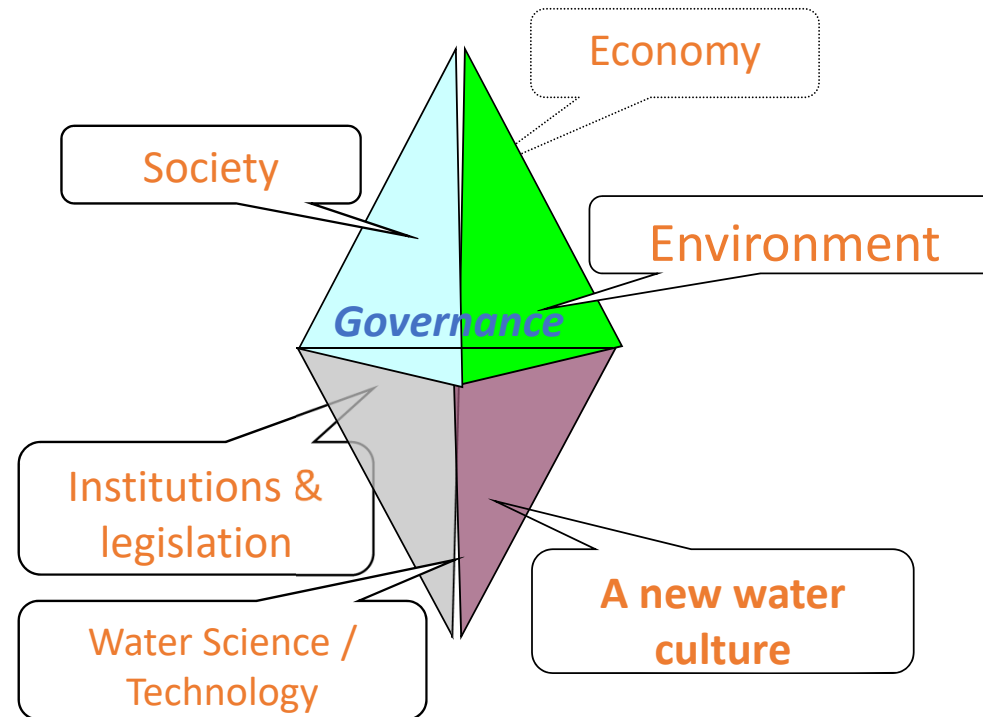 Economy
Society
Environment
Governance
Institutions &
legislation
A new water
culture
Water Science /
Technology